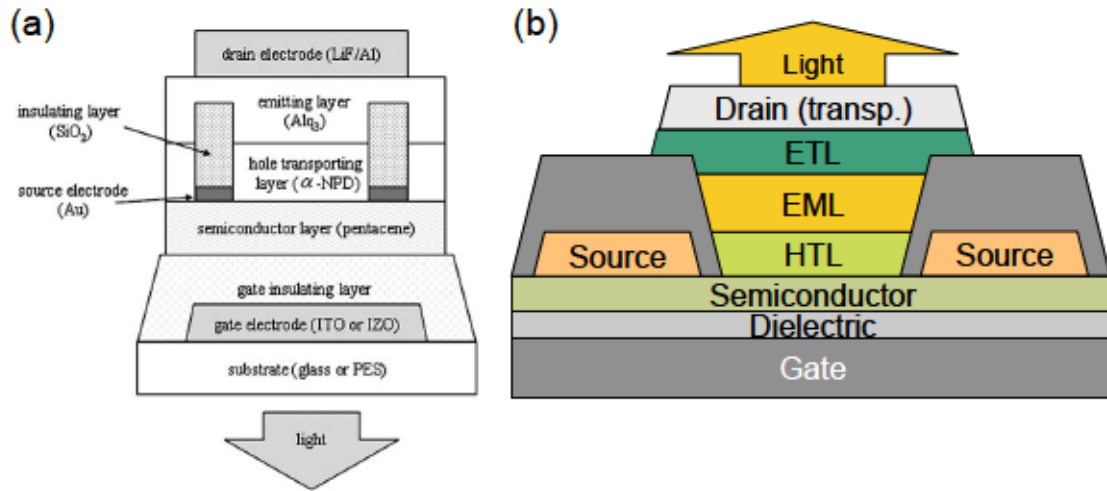 (a)
drain electrode (LiF/Al)
emitting layer
(Alq₃)
insulating layer
(SiO₂)
hole transporting
layer (α-NPD)
source electrode
(Au)
semiconductor layer (pentacene)
gate insulating layer
gate electrode (ITO or IZO)
substrate (glass or PES)
light
(b)
Light
Drain (transp.)
ETL
EML
HTL
Source
Source
Semiconductor
Dielectric
Gate